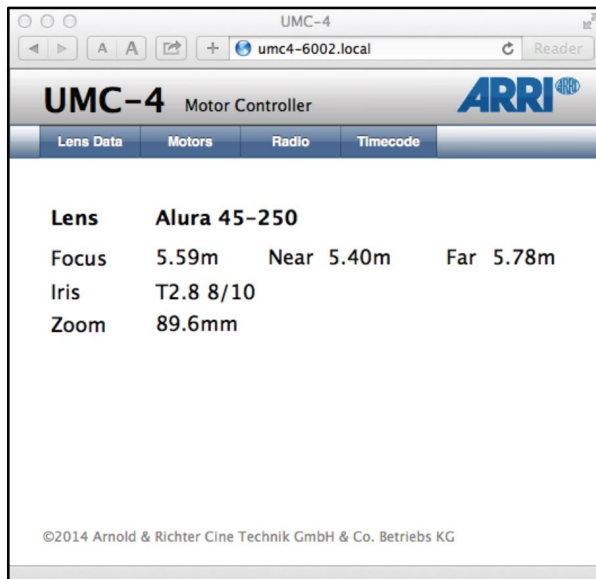 UMC-4
A A + umc4-6002.local Reader
UMC-4 Motor Controller ARRI
ARRI
Lens Data Motors Radio Timecode
Lens Alura 45-250
Focus 5.59m Near 5.40m Far 5.78m
Iris T2.8 8/10
Zoom 89.6mm
©2014 Arnold & Richter Cine Technik GmbH & Co. Betriebs KG